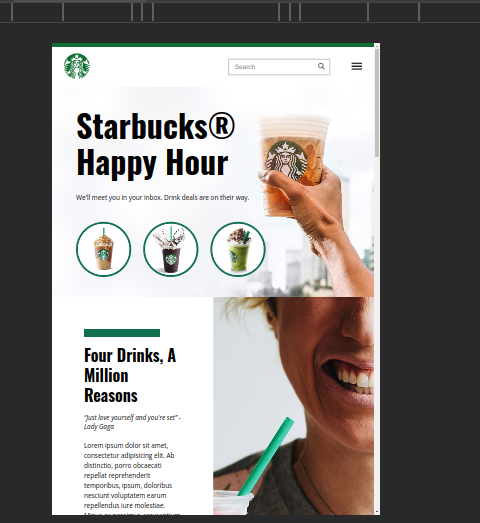 Search
Starbucks®
Happy Hour
We'll meet you in your inbox. Drink deals are on their way.
Four Drinks, A
Million
Reasons
"Just love yourself and you're set" -
Lady Gaga
Lorem ipsum dolor sit amet,
consectetur adipisicing elit. Ab
distinctio, porro obcaecati
repellat reprehenderit
temporibus, ipsum, doloribus
nesciunt voluptatem earum
repellendus iure molestiae.